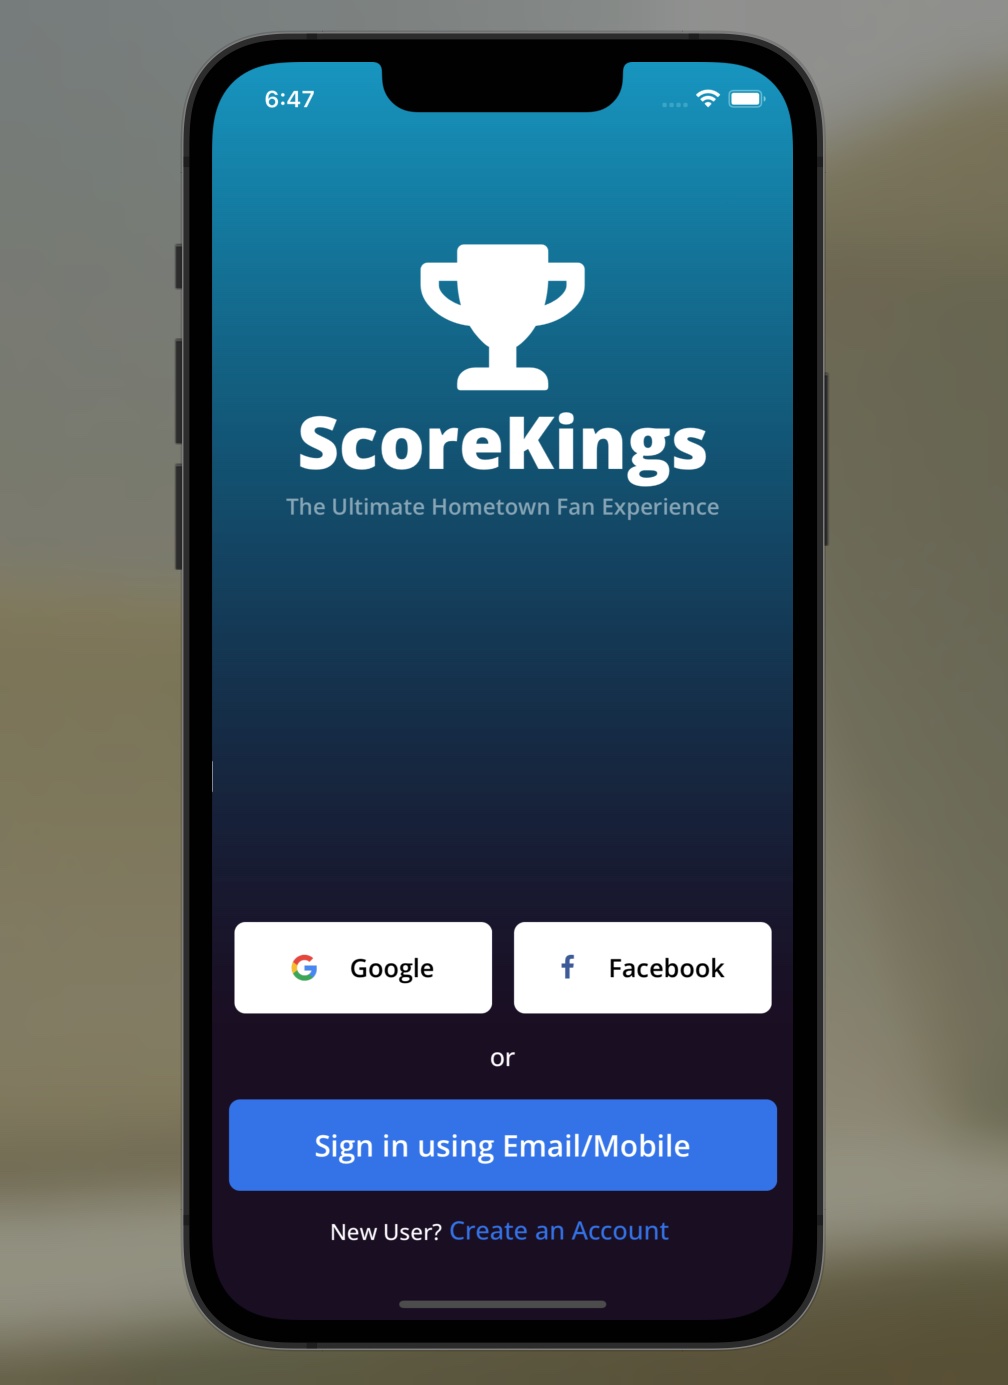 6:47
ScoreKings
The Ultimate Hometown Fan Experience
Google
Facebook
or
Sign in using Email/Mobile
New User? Create an Account